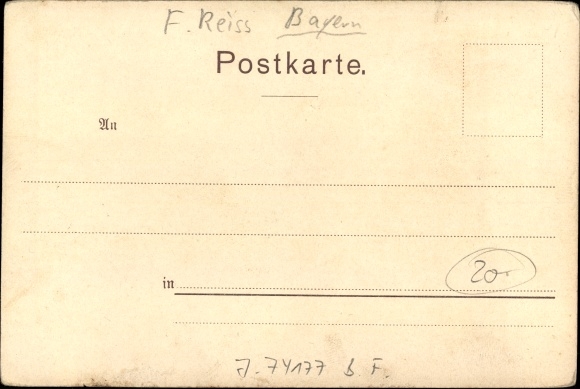 F. Reiss Bayern
Postkarte.
An
in
20.-
J. 74177 B. F.